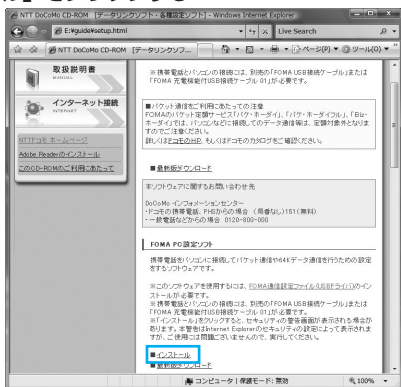 る」をクリックする
NTT DoCoMo CD-ROM [データリンクソフト・各種設定ソフト] - Windows Internet Explorer
E:¥guide¥setup.html
Live Search
NTT DoCoMo CD-ROM [データリンクソフ...
ページ(P)
ツール(O)
取扱説明書
MANUAL
インターネット接続
INTERNET
NTTドコモ ホームページ
Adobe Readerのインストール
このCD-ROMのご利用にあたって
※携帯電話とパソコンの接続には、別売の「FOMA USB接続ケーブル」または
「FOMA 充電機能付USB接続ケーブル 01」が必要です。
■パケット通信をご利用にあたっての注意
FOMAのパケット定額サービス「パケ・ホーダイ」、「パケ・ホーダイフル」、「Biz・
ホーダイ」では、パソコンなどに接続してのデータ通信等は、定額対象外となりま
すのでご注意ください。
詳しくはドコモのHP、もしくはドコモのカタログをご確認ください。
■最新版ダウンロード
本ソフトウェアに関するお問い合わせ先
DoCoMo インフォメーションセンター
・ドコモの携帯電話、PHSからの場合 (局番なし)151(無料)
・一般電話などからの場合 0120-800-000
FOMA PC設定ソフト
携帯電話をパソコンに接続してパケット通信や64Kデータ通信を行うための設定
をするソフトウェアです。
※このソフトウェアを使用するには、FOMA通信設定ファイル(USBドライバ)のイン
ストールが必要です。
※携帯電話とパソコンの接続には、別売の「FOMA USB接続ケーブル」または
「FOMA 充電機能付USB接続ケーブル 01」が必要です。
※「インストール」をクリックすると、セキュリティの警告画面が表示される場合が
あります。本警告はInternet Explorerのセキュリティの設定によって表示されま
すが、ご使用には問題ございませんので、実行してください。
■インストール
■最新版ダウンロード
コンピュータ | 保護モード: 無効
100%